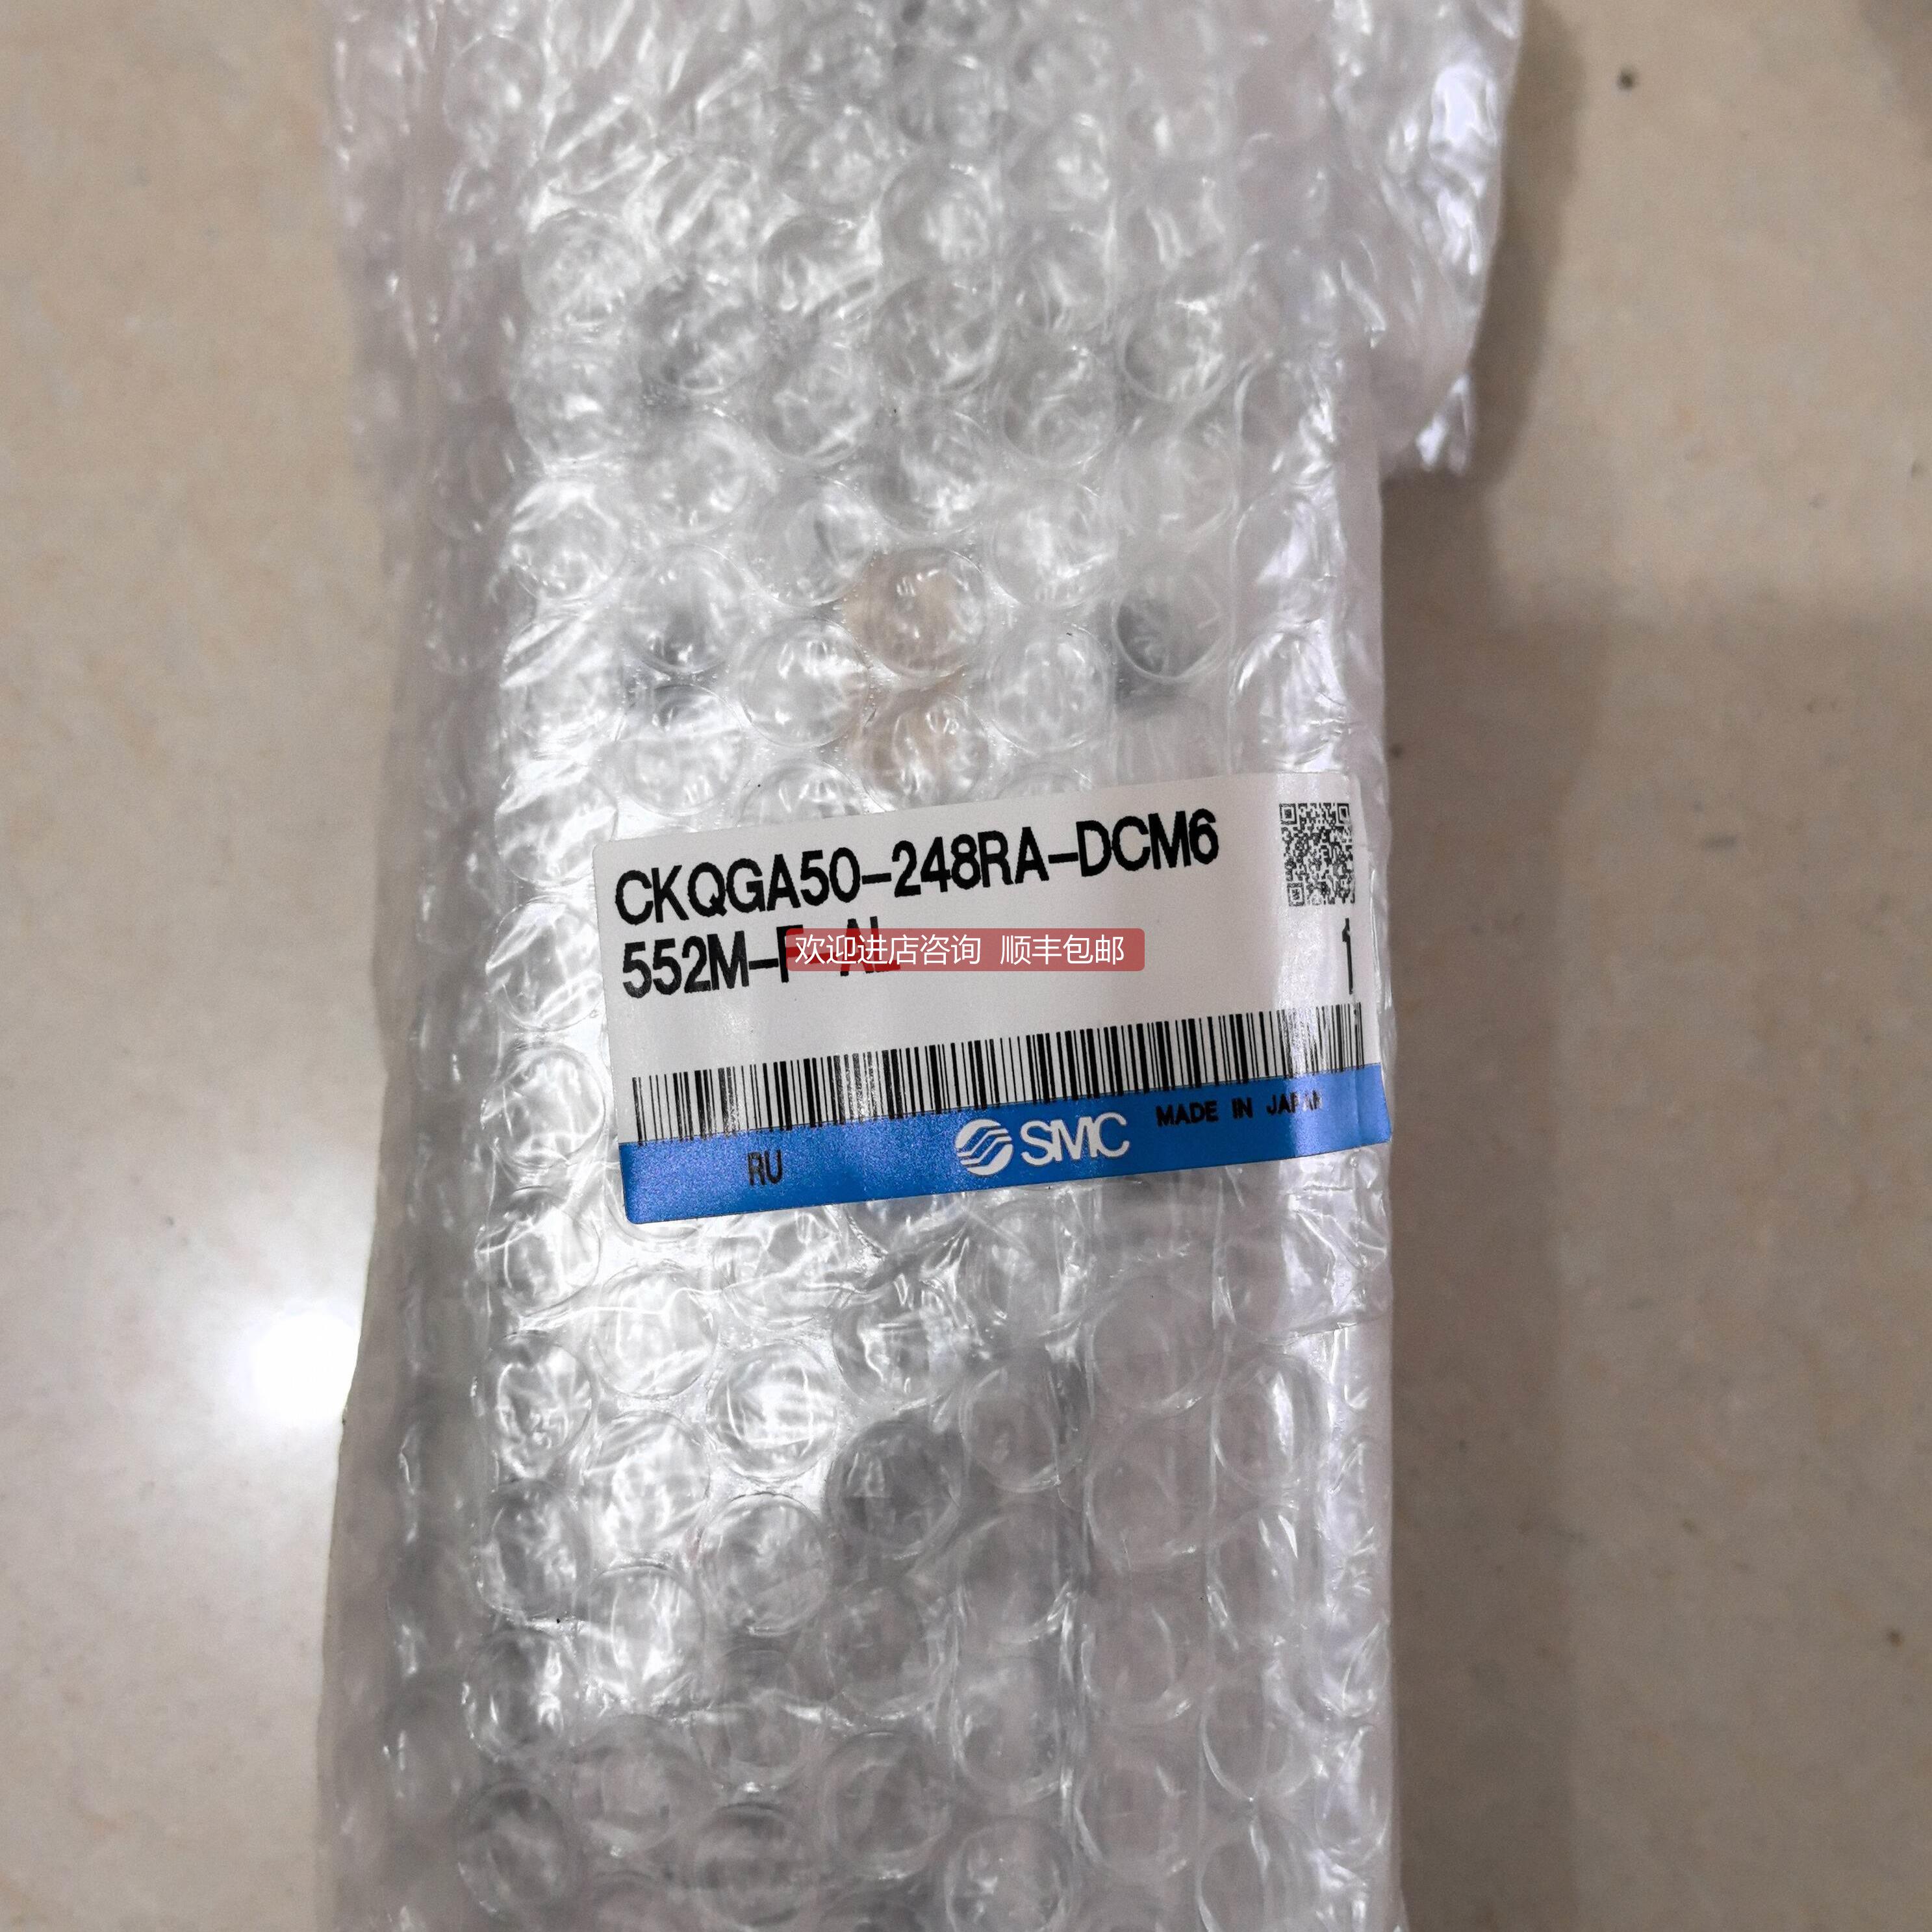 CKQGA50-248RA-DCM6
552M-P-AL
欢迎进店咨询 顺丰包邮
1
RU
SMC
MADE IN JAPAN